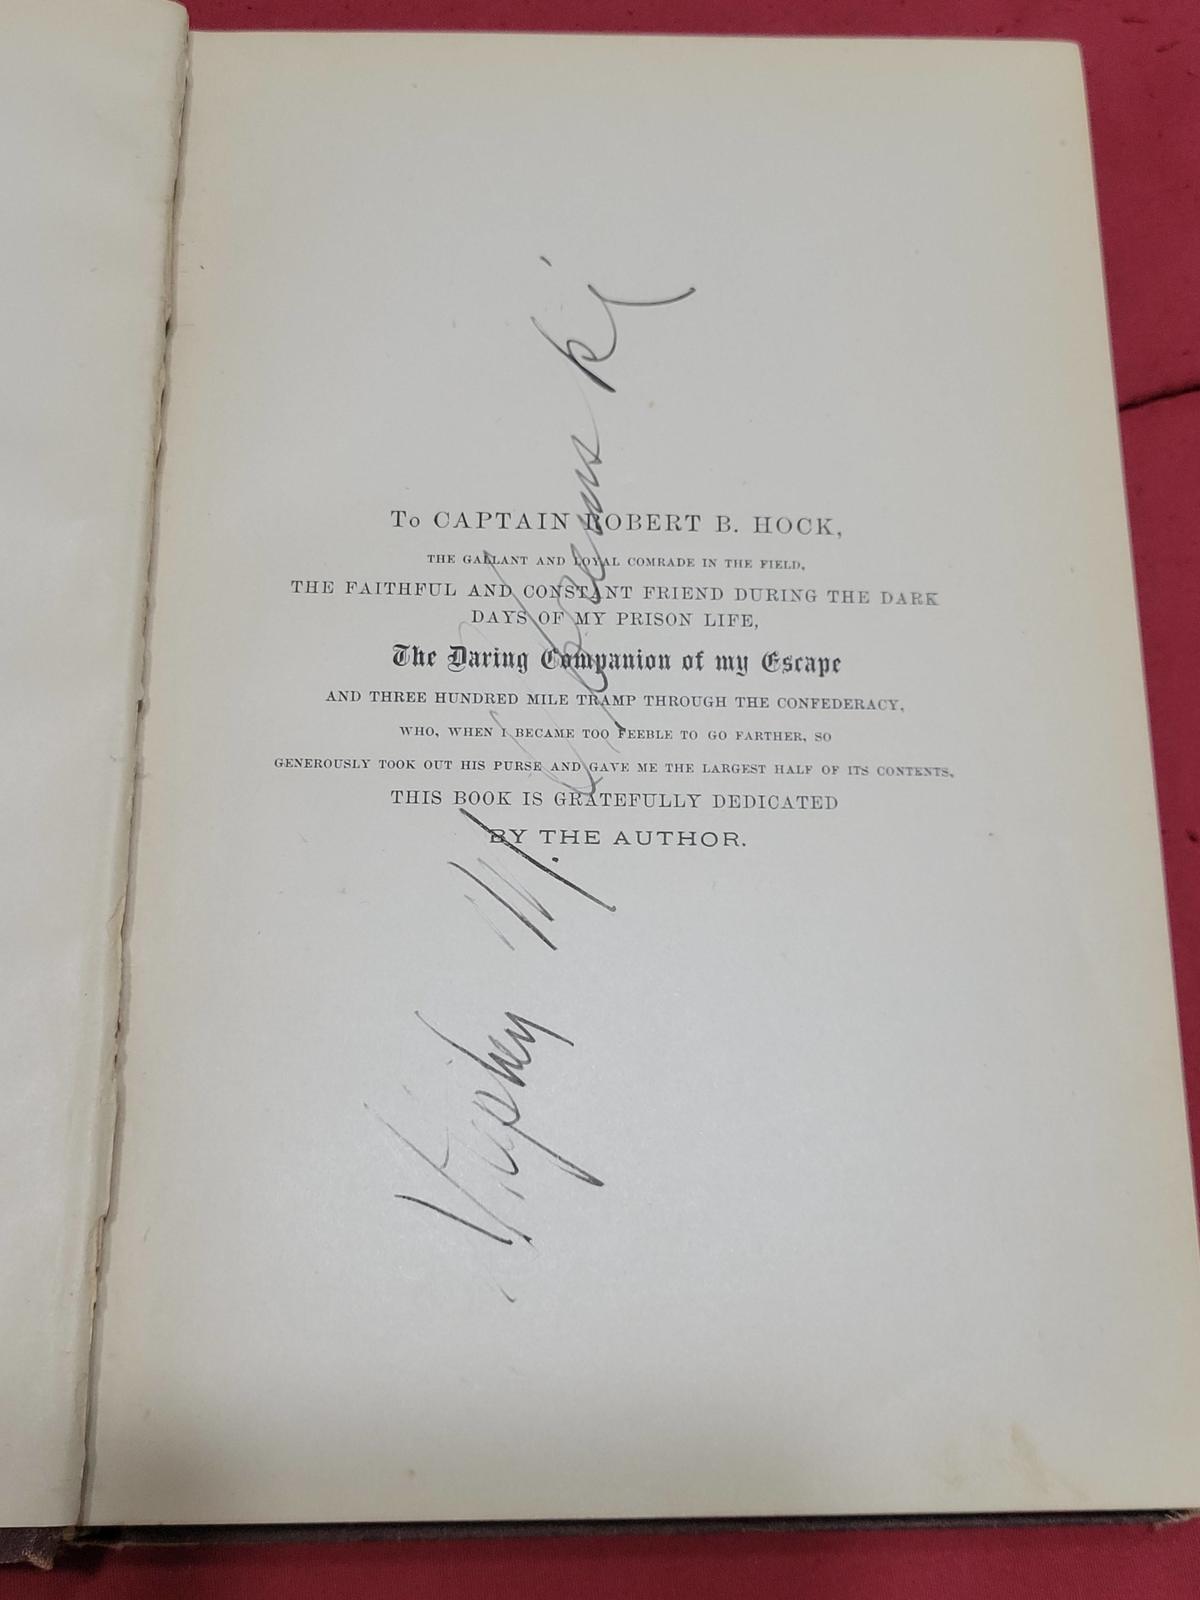 To CAPTAIN ROBERT B. HOCK,
THE GALLANT AND LOYAL COMRADE IN THE FIELD,
THE FAITHFUL AND CONSTANT FRIEND DURING THE DARK
DAYS OF MY PRISON LIFE,
The Daring Companion of my Escape
AND THREE HUNDRED MILE TRAMP THROUGH THE CONFEDERACY,
WHO, WHEN I BECAME TOO FEEBLE TO GO FARTHER, SO
GENEROUSLY TOOK OUT HIS PURSE AND GAVE ME THE LARGEST HALF OF ITS CONTENTS,
THIS BOOK IS GRATEFULLY DEDICATED
BY THE AUTHOR.